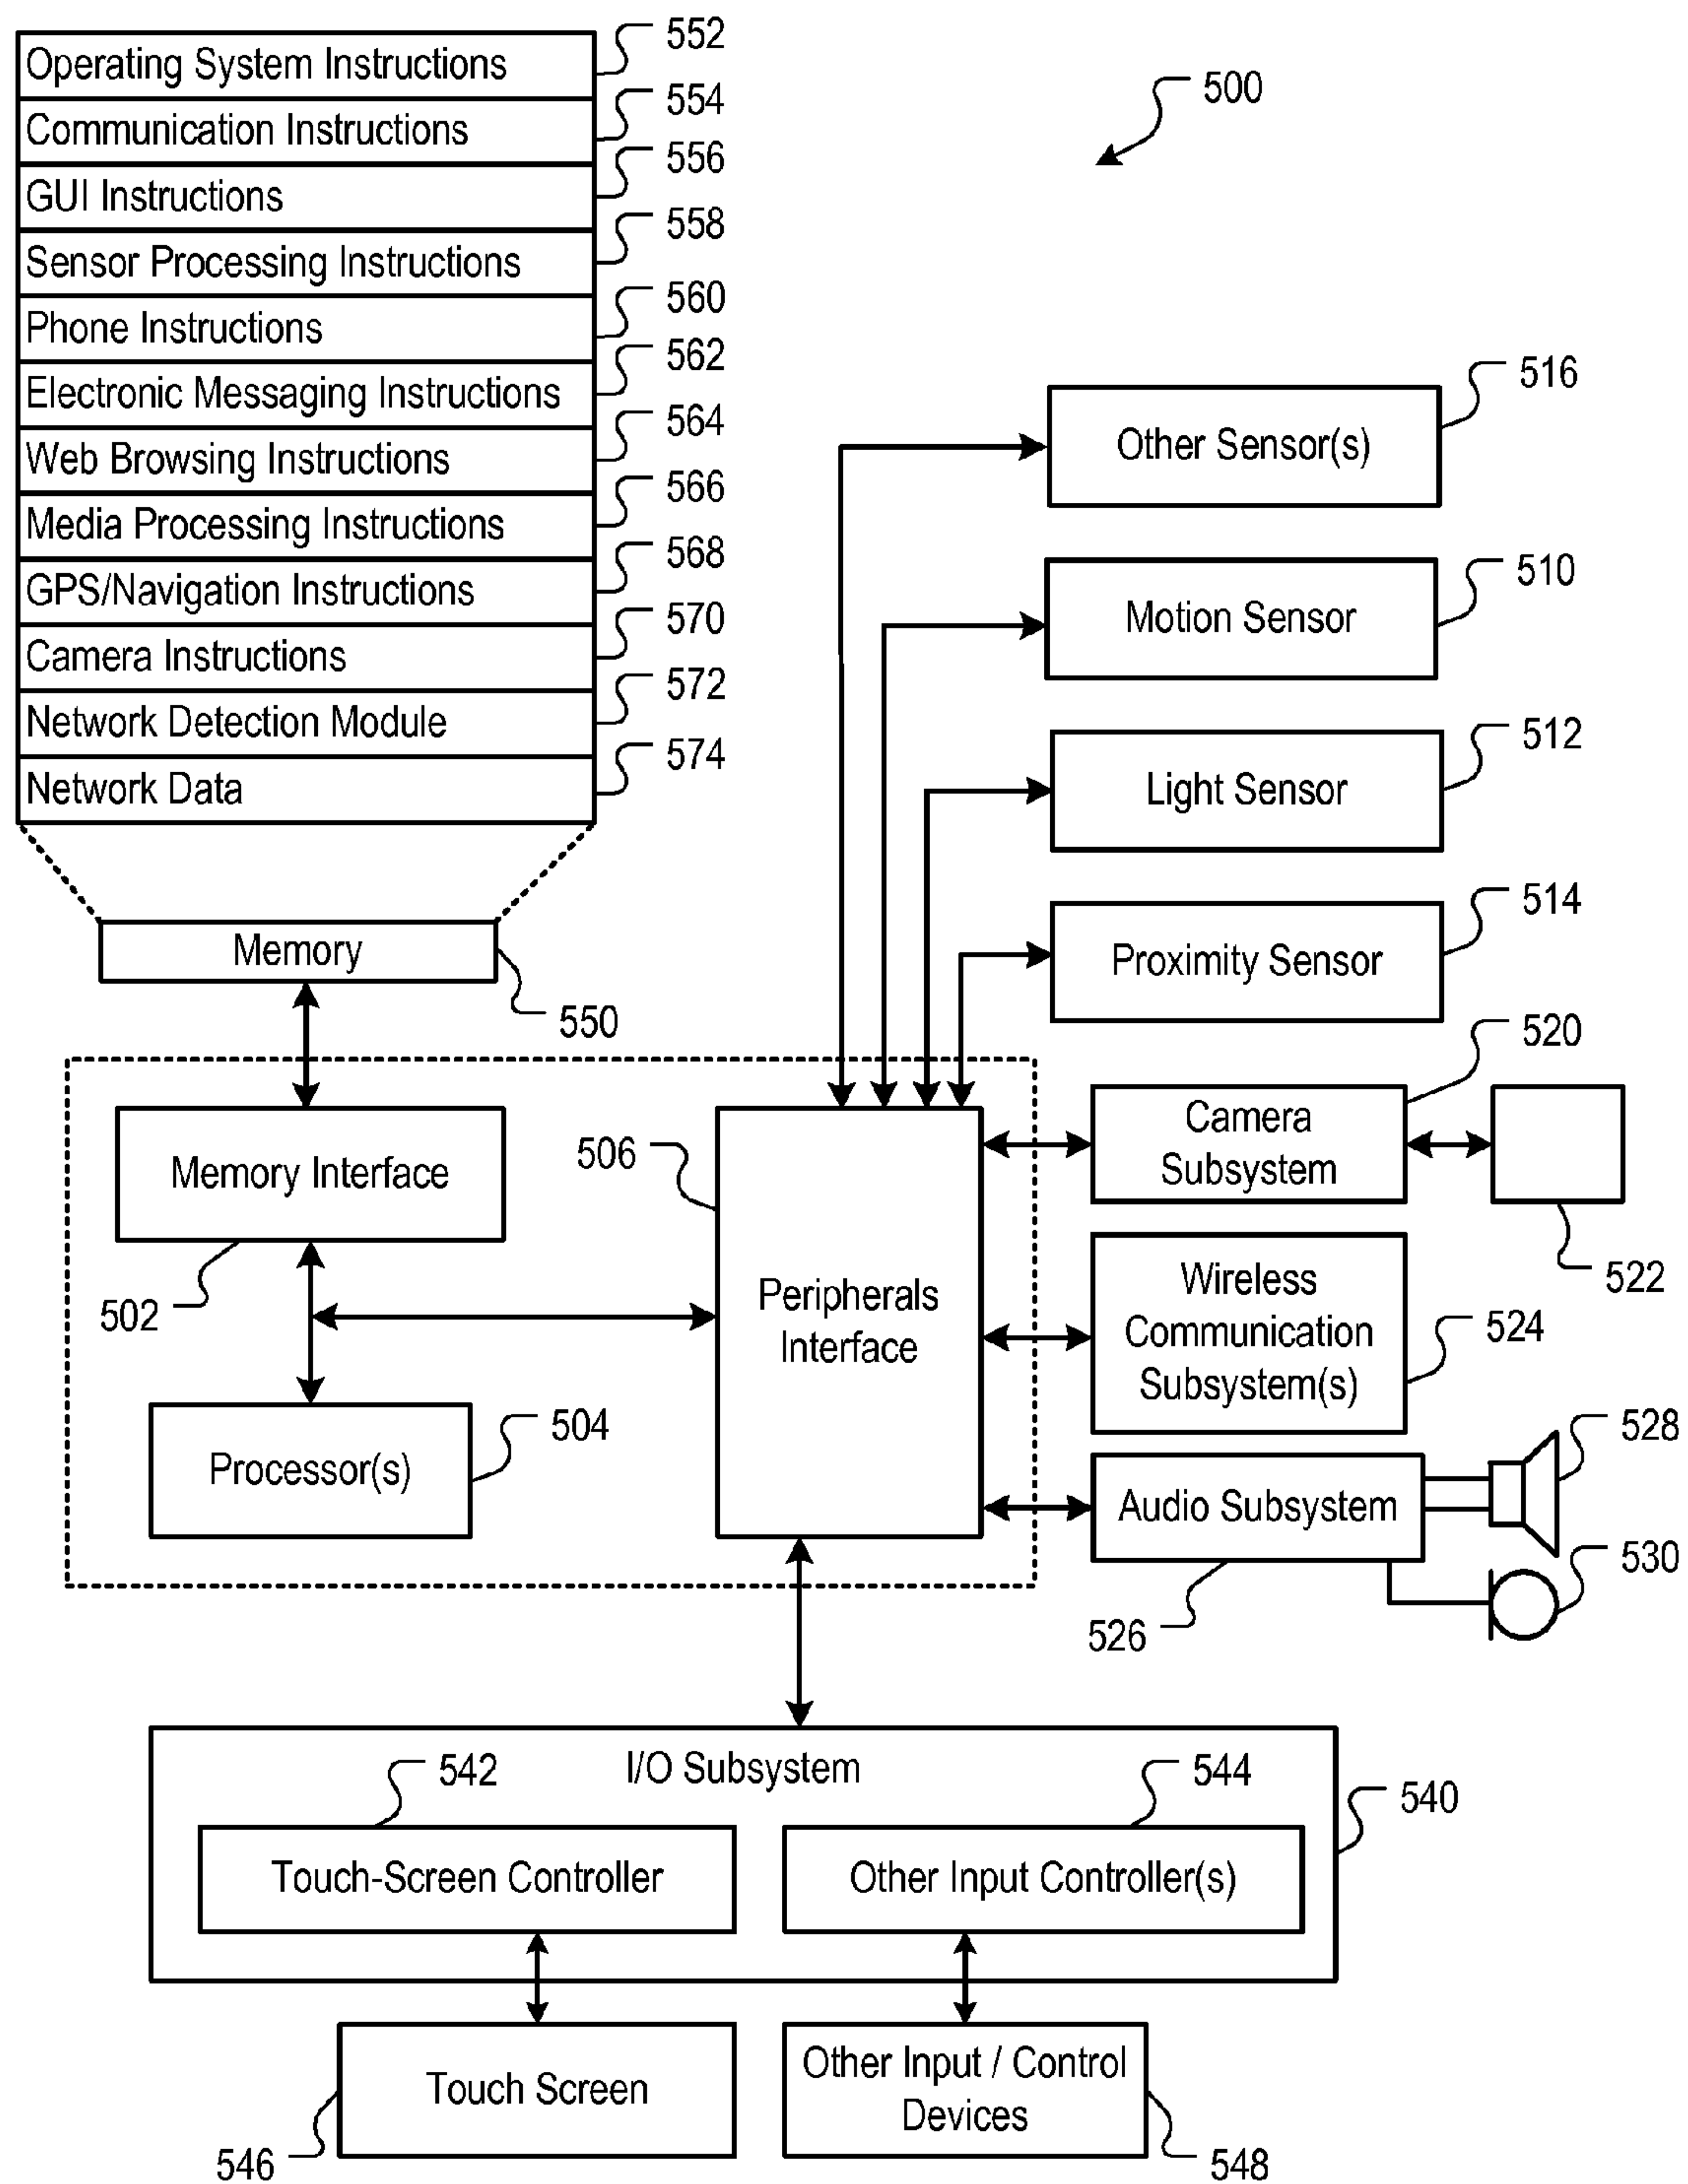 552
Operating System Instructions
554
Communication Instructions
556
GUI Instructions
558
Sensor Processing Instructions
560
Phone Instructions
562
Electronic Messaging Instructions
564
Web Browsing Instructions
566
Media Processing Instructions
568
GPS/Navigation Instructions
570
Camera Instructions
572
Network Detection Module
574
Network Data
500
516
Other Sensor(s)
510
Motion Sensor
512
Light Sensor
514
Proximity Sensor
Memory
550
520
Camera
Subsystem
522
506
Memory Interface
502
Peripherals
Interface
Wireless
Communication
Subsystem(s)
524
504
Processor(s)
528
Audio Subsystem
530
526
I/O Subsystem
542
544
540
Touch-Screen Controller
Other Input Controller(s)
Touch Screen
546
Other Input / Control
Devices
548